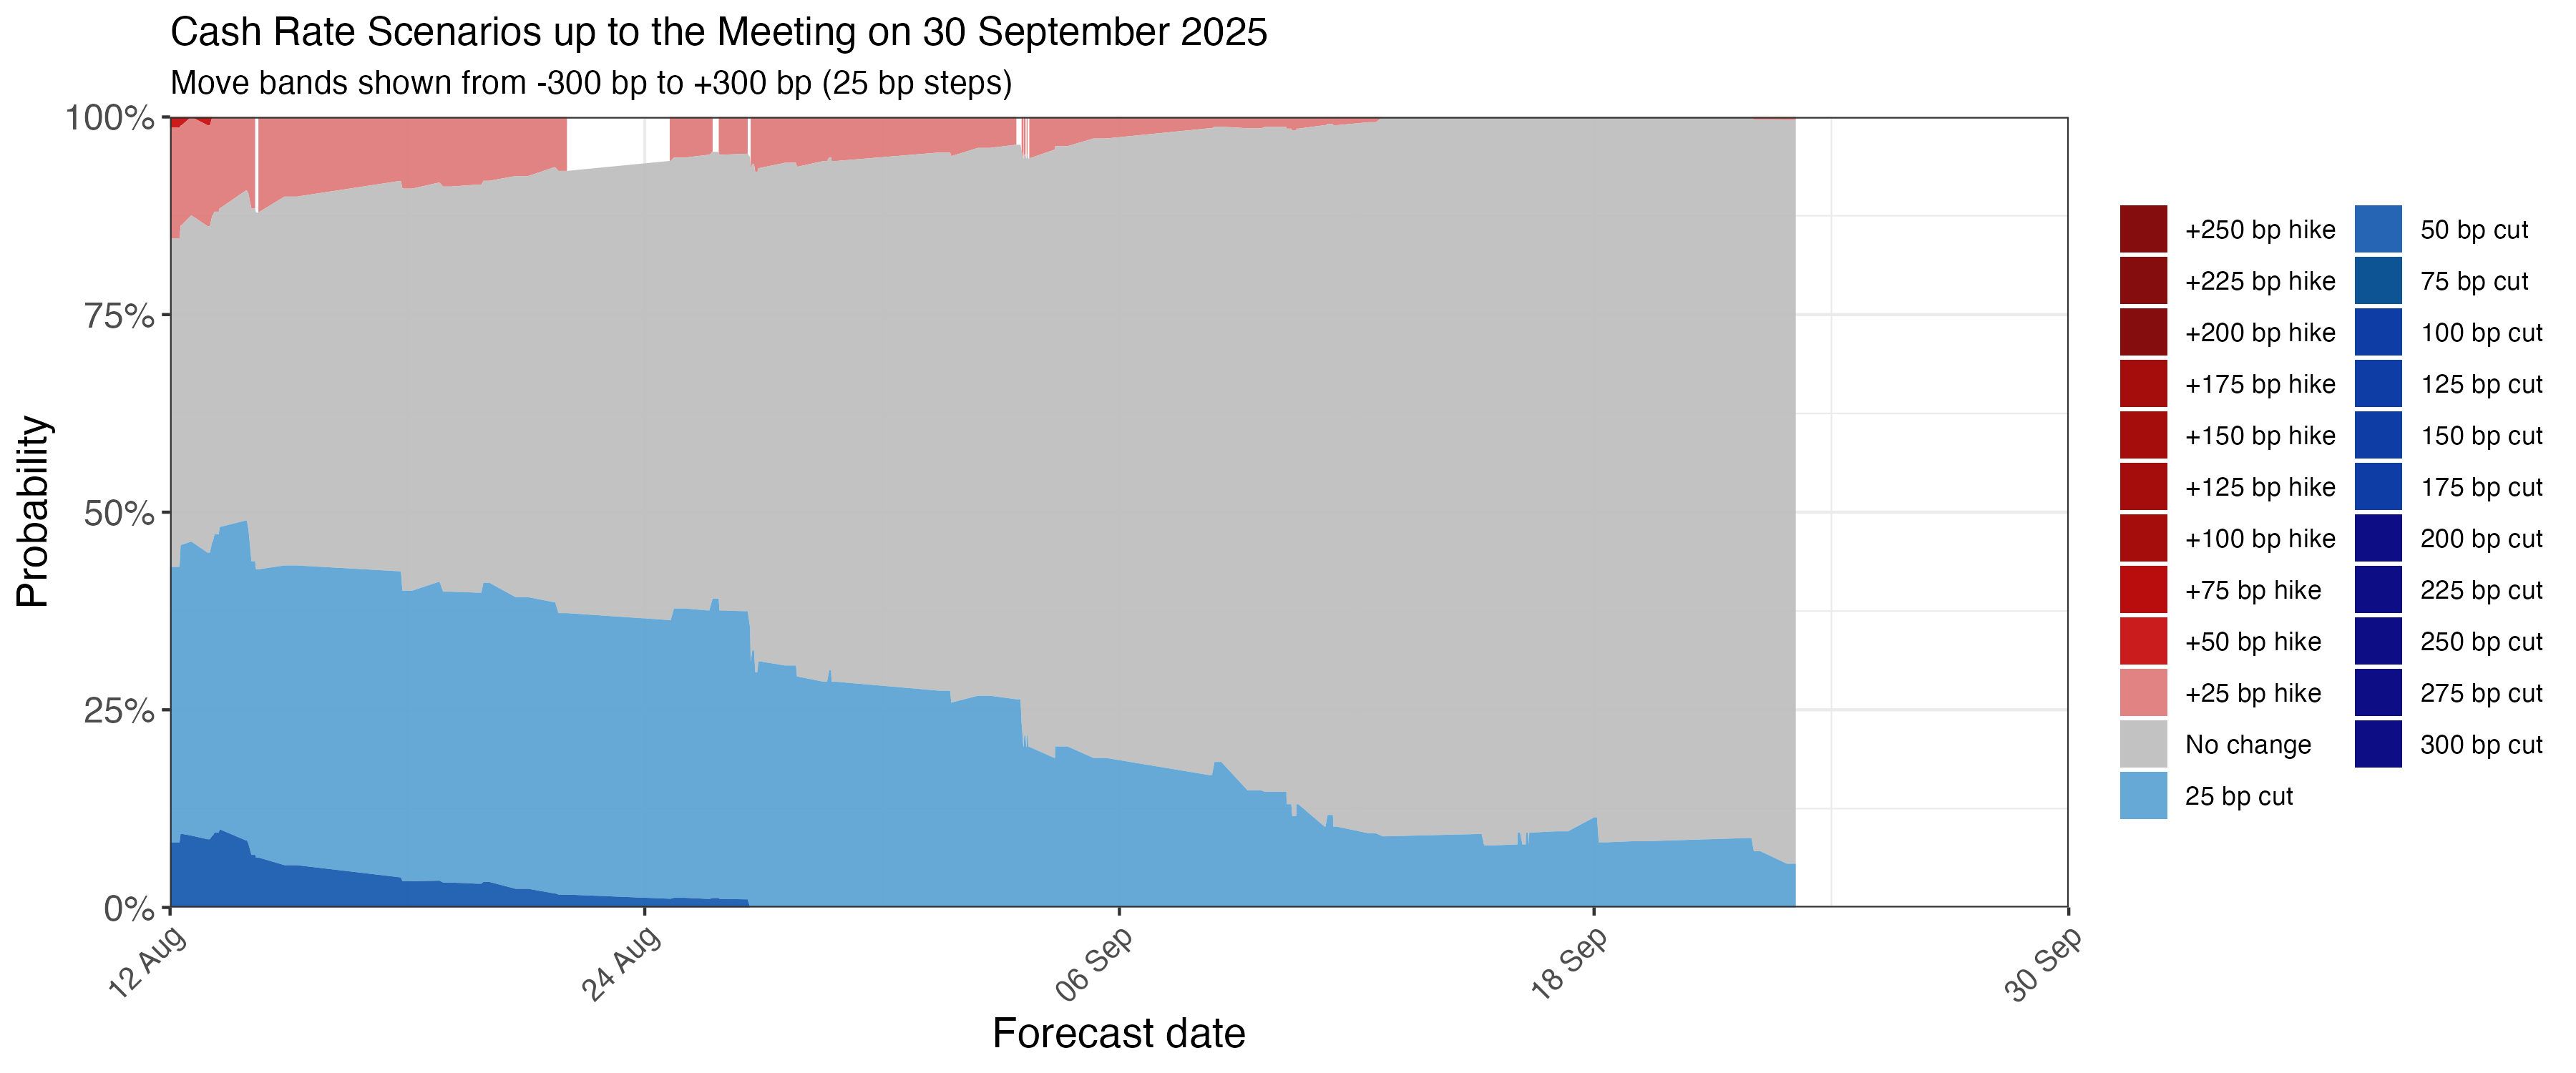 Cash Rate Scenarios up to the Meeting on 30 September 2025
Move bands shown from -300 bp to +300 bp (25 bp steps)
Probability
100%
75%
50%
25%
0%
12 Aug
24 Aug
06 Sep
18 Sep
30 Sep
Forecast date
+250 bp hike
+225 bp hike
+200 bp hike
+175 bp hike
+150 bp hike
+125 bp hike
+100 bp hike
+75 bp hike
+50 bp hike
+25 bp hike
No change
25 bp cut
50 bp cut
75 bp cut
100 bp cut
125 bp cut
150 bp cut
175 bp cut
200 bp cut
225 bp cut
250 bp cut
275 bp cut
300 bp cut